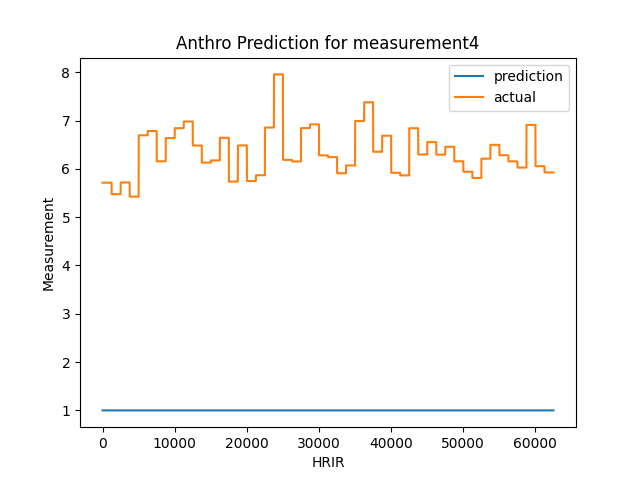 Anthro Prediction for measurement4
prediction
actual
8
7
6
5
4
3
2
1
Measurement
0 10000 20000 30000 40000 50000 60000
HRIR